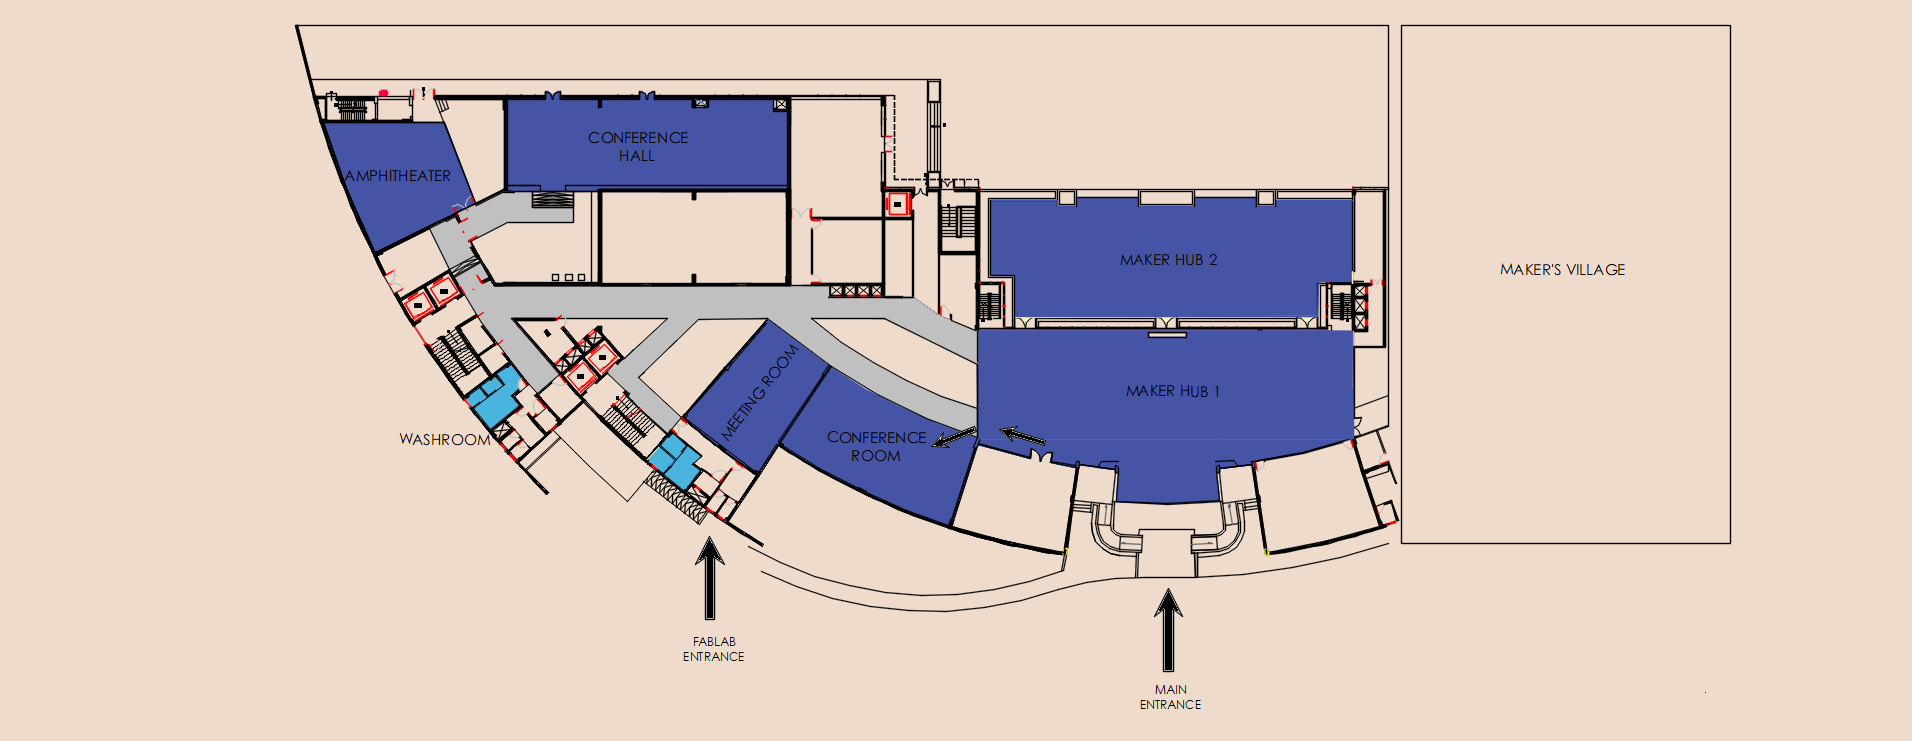 CONFERENCE
HALL
AMPHITHEATER
MAKER HUB 2
MAKER'S VILLAGE
MEETING ROOM
MAKER HUB 1
WASHROOM
CONFERENCE
ROOM
FABLAB
ENTRANCE
MAIN
ENTRANCE